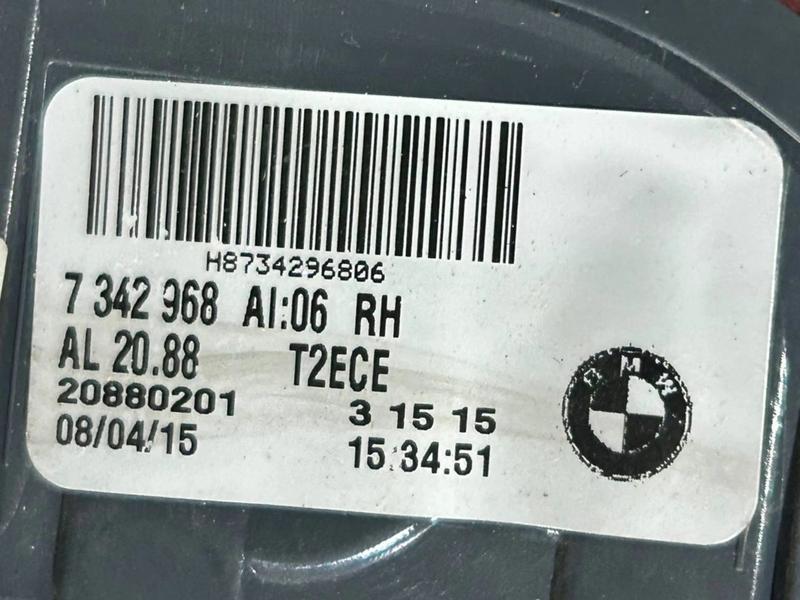 H8734296806
7 342 968 AI:06 RH
AL 20.88 T2ECE
20880201 3 15 15
08/04/15 15:34:51
BMW